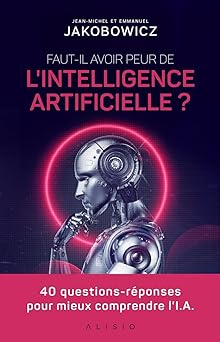 JEAN-MICHEL ET EMMANUEL
JAKOBOWICZ
FAUT-IL AVOIR PEUR DE
L'INTELLIGENCE
ARTIFICIELLE ?
40 questions-réponses
pour mieux comprendre l'I.A.
ALISIO